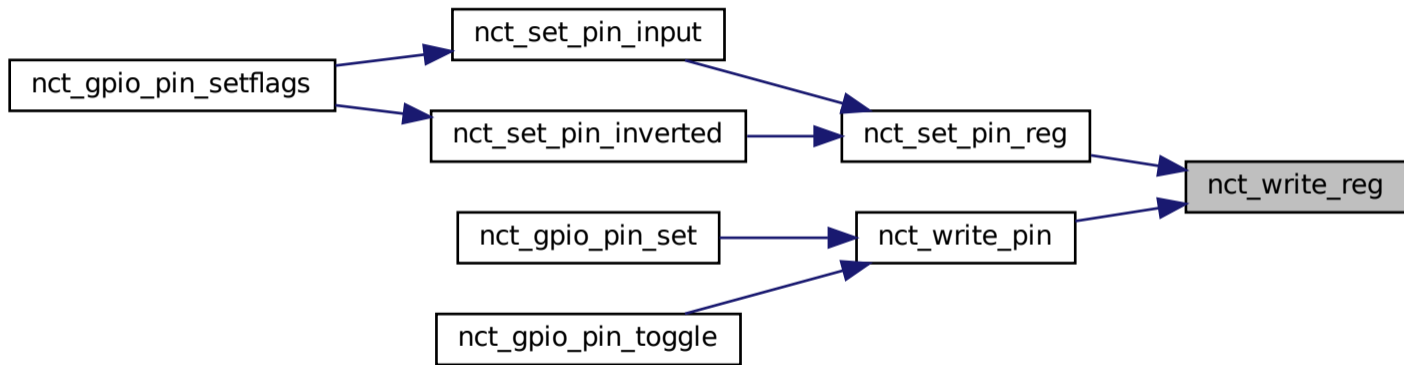 nct_set_pin_input
nct_gpio_pin_setflags
nct_set_pin_inverted
nct_set_pin_reg
nct_write_reg
nct_gpio_pin_set
nct_write_pin
nct_gpio_pin_toggle